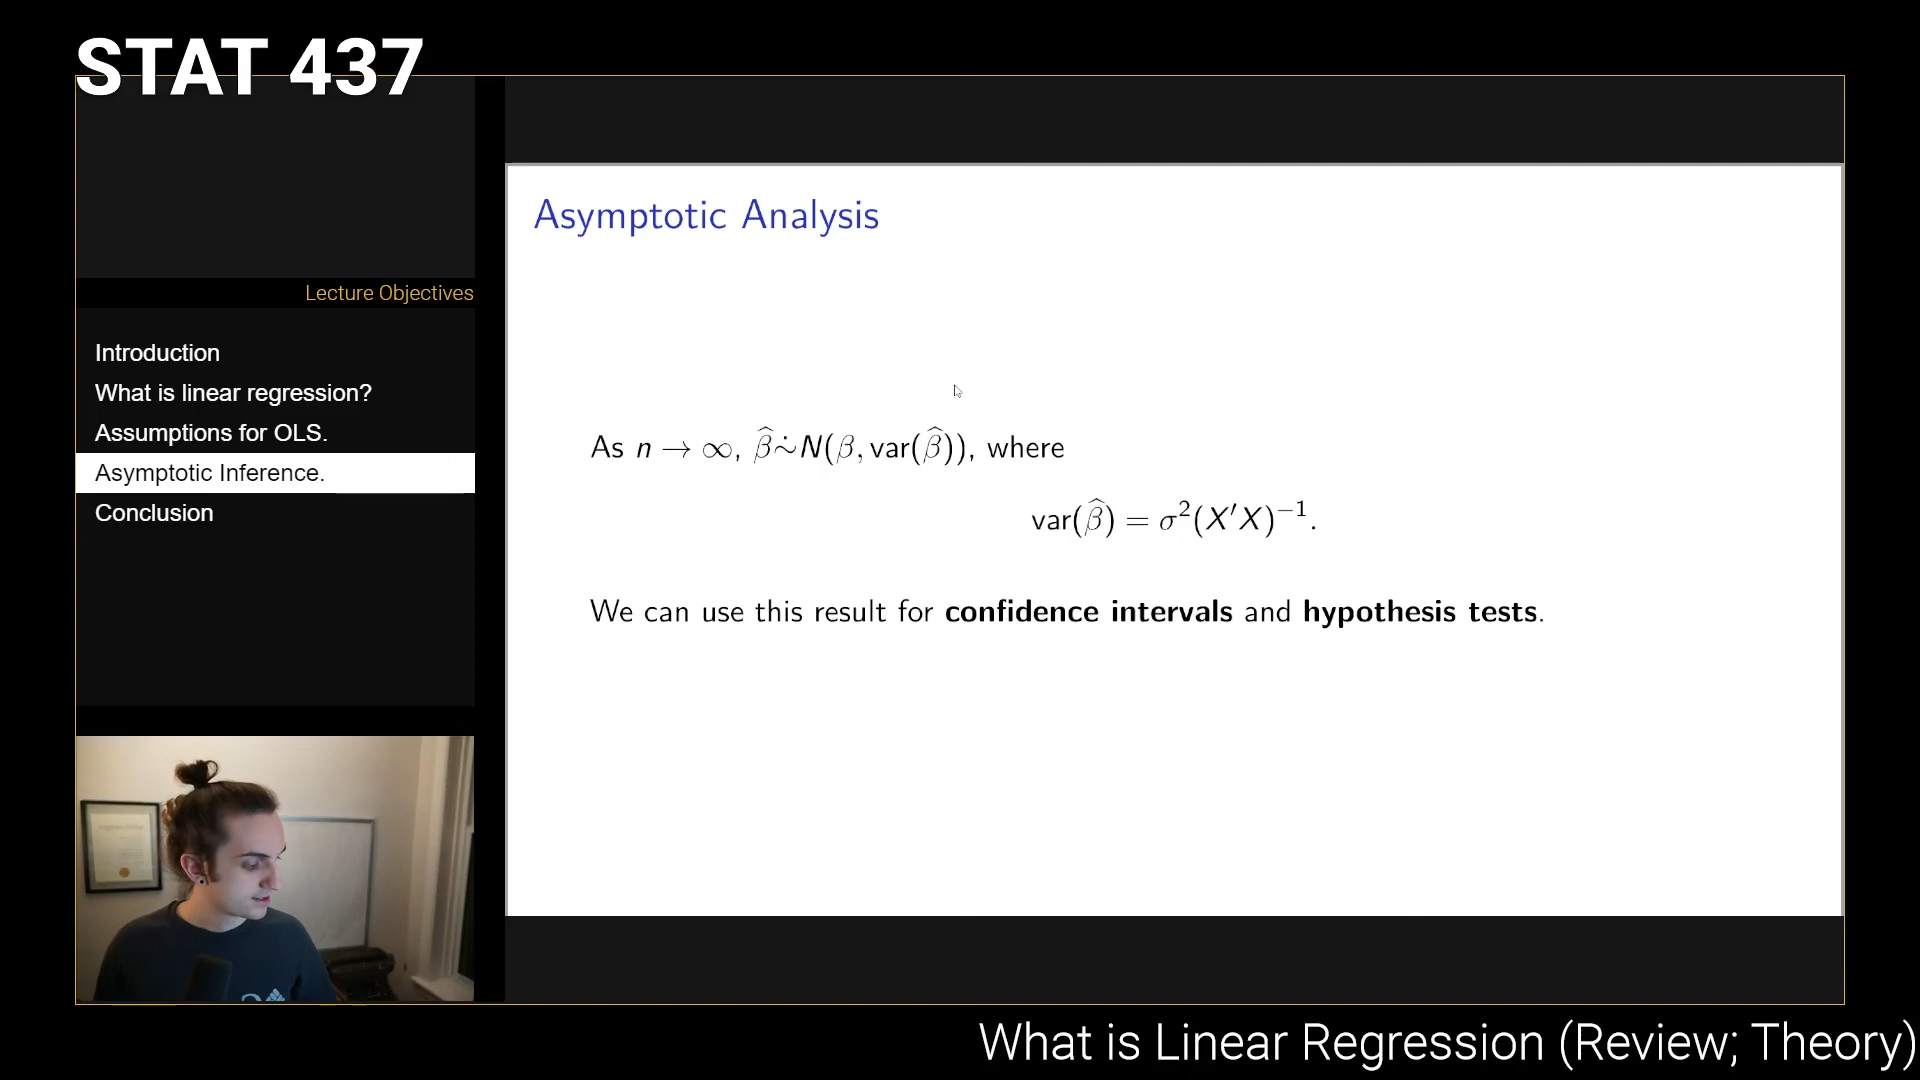 STAT 437
Lecture Objectives
Introduction
What is linear regression?
Assumptions for OLS.
Asymptotic Inference.
Conclusion
Asymptotic Analysis
As n → ∞, β̂ ∼̇ N(β, var(β̂)), where
var(β̂) = σ²(X′X)⁻¹.
We can use this result for confidence intervals and hypothesis tests.
What is Linear Regression (Review; Theory)